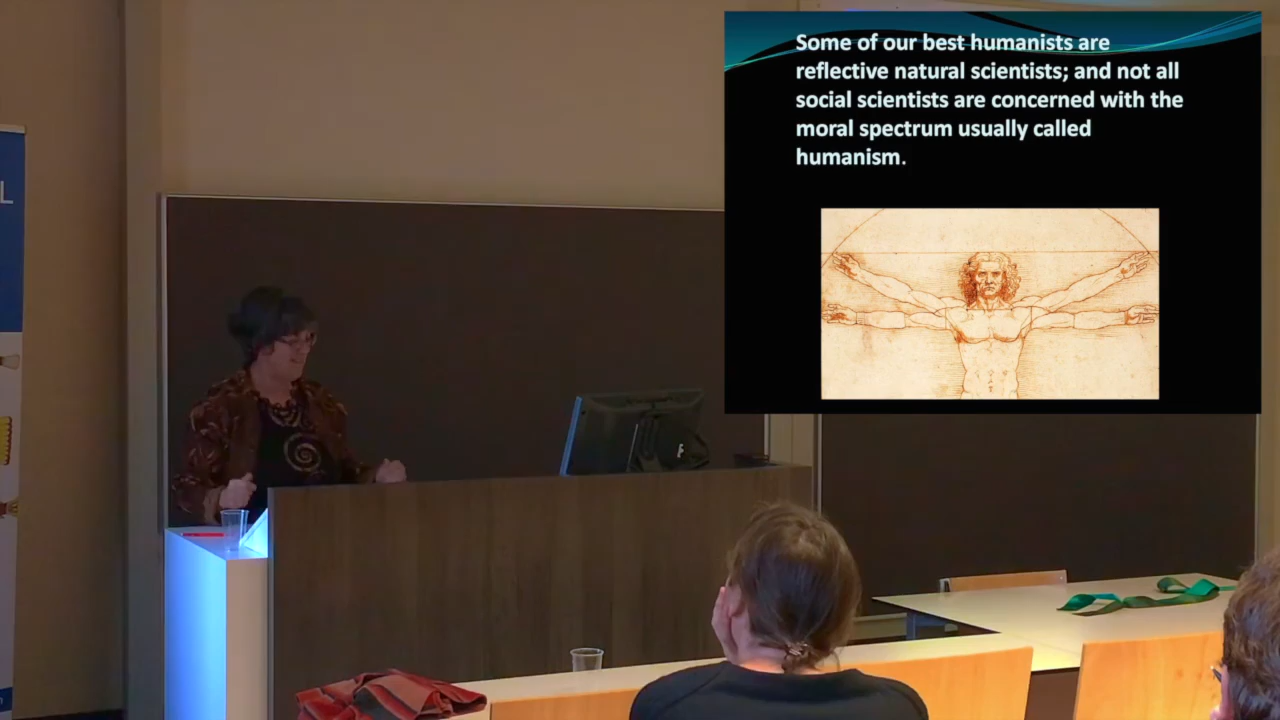 Some of our best humanists are
reflective natural scientists; and not all
social scientists are concerned with the
moral spectrum usually called
humanism.
L